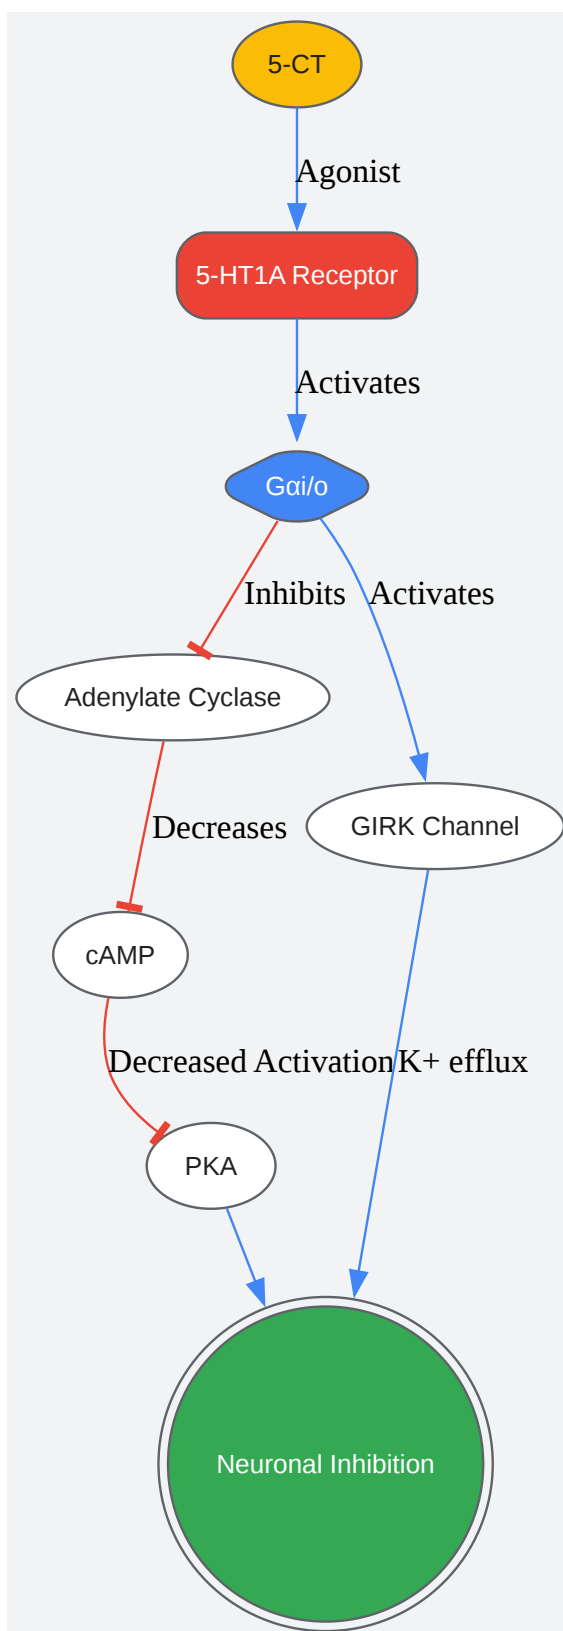 5-CT
Agonist
5-HT1A Receptor
Activates
Gαi/o
Inhibits
Activates
Adenylate Cyclase
Decreases
GIRK Channel
cAMP
Decreased Activation
K+ efflux
PKA
Neuronal Inhibition